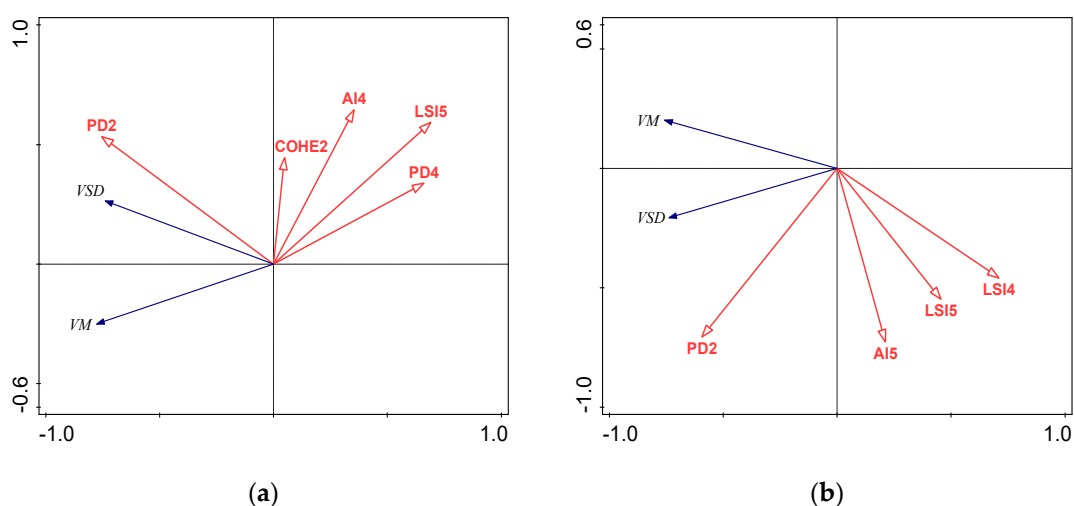 1.0
AI4
LSI5
PD2
COHE2
PD4
VSD
VM
-0.6
-1.0
1.0
(a)
0.6
VM
VSD
LSI4
LSI5
PD2
AI5
-1.0
-1.0
1.0
(b)